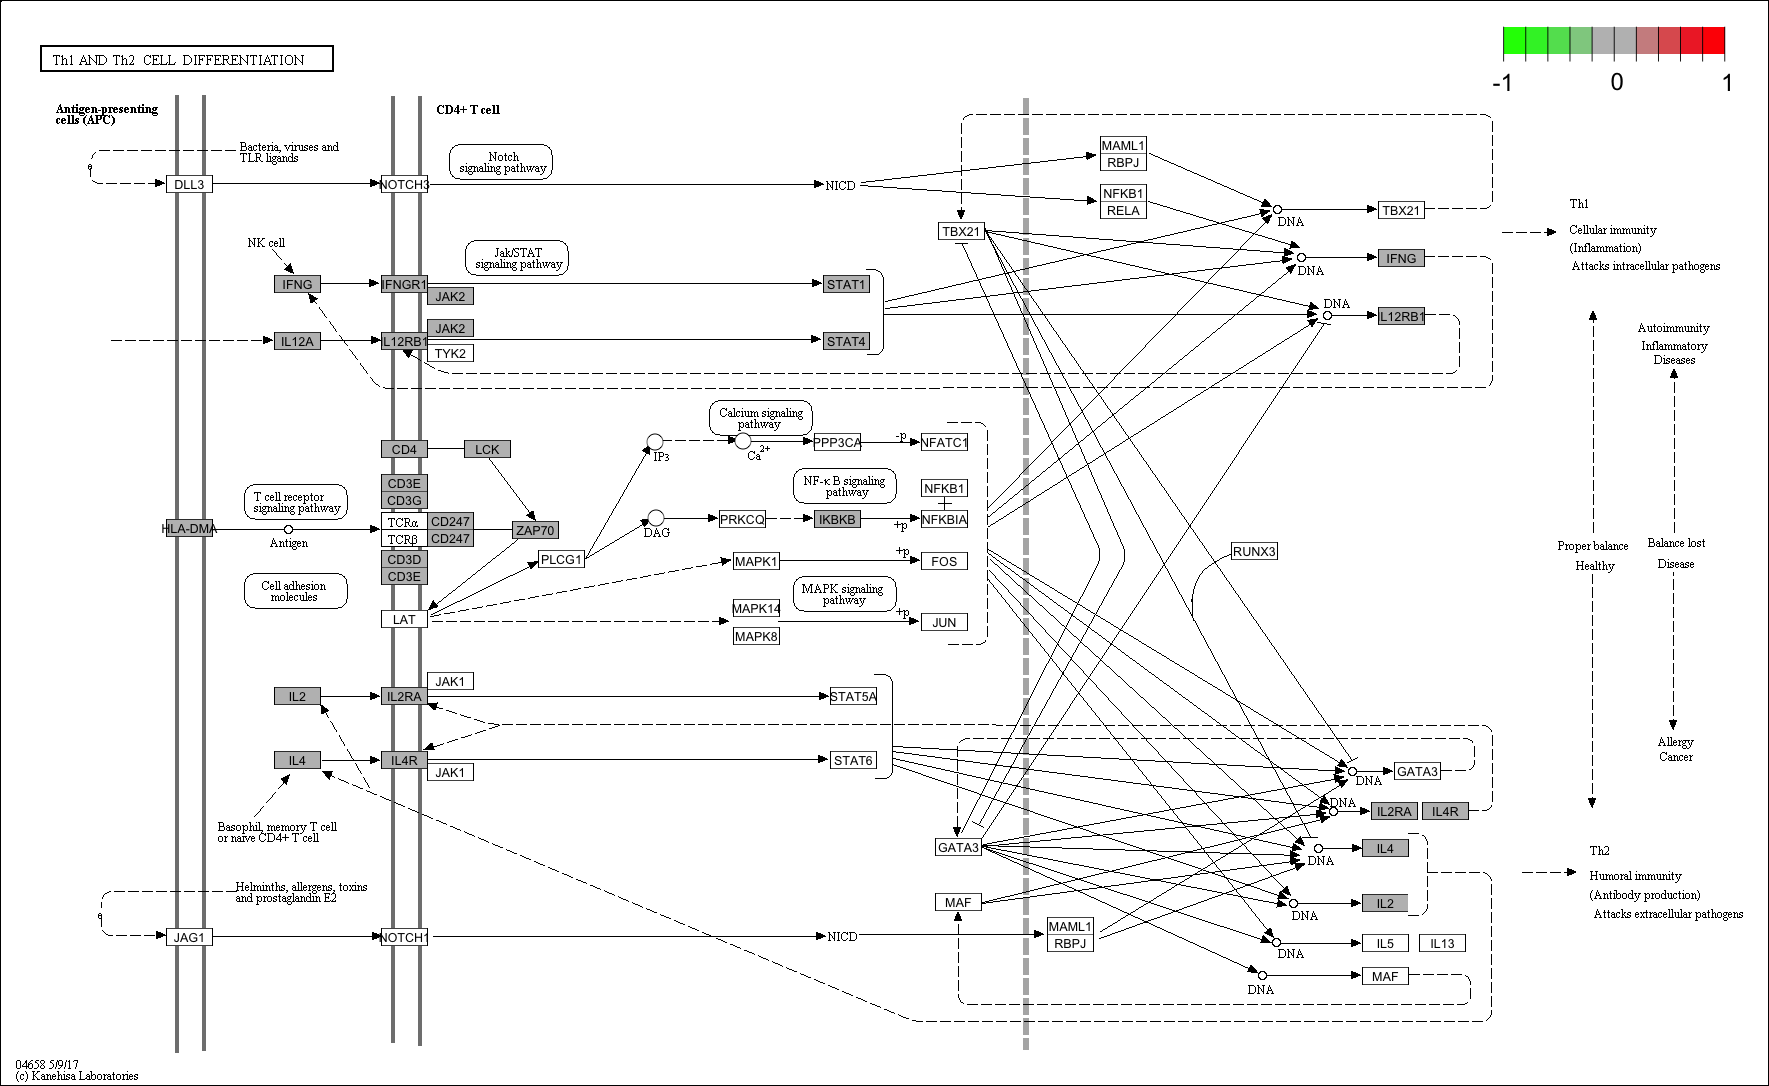 Th1 AND Th2 CELL DIFFERENTIATION
-1
0
1
Antigen-presenting
cells (APC)
CD4+ T cell
Bacteria, viruses and
TLR ligands
DLL3
NOTCH3
Notch
signaling pathway
NICD
MAML1
RBPJ
NFKB1
RELA
DNA
TBX21
TBX21
Th1
Cellular immunity
(Inflammation)
Attacks intracellular pathogens
NK cell
IFNG
IFNGR1
JAK2
Jak/STAT
signaling pathway
STAT1
DNA
IFNG
IL12A
IL12RB1
JAK2
TYK2
STAT4
DNA
IL12RB1
Autoimmunity
Inflammatory
Diseases
CD4
LCK
IP3
Calcium signaling
pathway
Ca2+
PPP3CA
-p
NFATC1
CD3E
CD3G
T cell receptor
signaling pathway
HLA-DMA
Antigen
TCRα
CD247
TCRβ
CD247
ZAP70
CD3D
CD3E
PLCG1
DAG
PRKCQ
NF-κB signaling
pathway
IKBKB
+p
NFKB1
NFKBIA
MAPK1
+p
FOS
RUNX3
Proper balance
Healthy
Balance lost
Disease
Cell adhesion
molecules
LAT
MAPK14
MAPK8
MAPK signaling
pathway
+p
JUN
IL2
IL2RA
JAK1
STAT5A
IL4
IL4R
JAK1
STAT6
Allergy
Cancer
DNA
GATA3
DNA
IL2RA
IL4R
Basophil, memory T cell
or naive CD4+ T cell
GATA3
DNA
IL4
Th2
Humoral immunity
(Antibody production)
Attacks extracellular pathogens
Helminths, allergens, toxins
and prostaglandin E2
MAF
DNA
IL2
JAG1
NOTCH1
NICD
MAML1
RBPJ
DNA
IL5
IL13
DNA
MAF
04658 5/9/17
(c) Kanehisa Laboratories